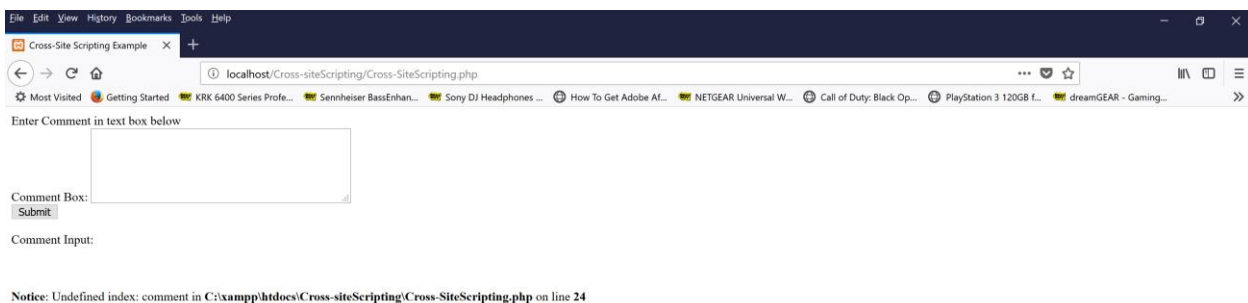 File Edit View History Bookmarks Tools Help
Cross-Site Scripting Example
localhost/Cross-siteScripting/Cross-SiteScripting.php
Most Visited Getting Started KRK 6400 Series Profe... Sennheiser BassEnhan... Sony DJ Headphones ... How To Get Adobe Af... NETGEAR Universal W... Call of Duty: Black Op... PlayStation 3 120GB f... dreamGEAR - Gaming...
Enter Comment in text box below
Comment Box:
Submit
Comment Input:
Notice: Undefined index: comment in C:\xampp\htdocs\Cross-siteScripting\Cross-SiteScripting.php on line 24